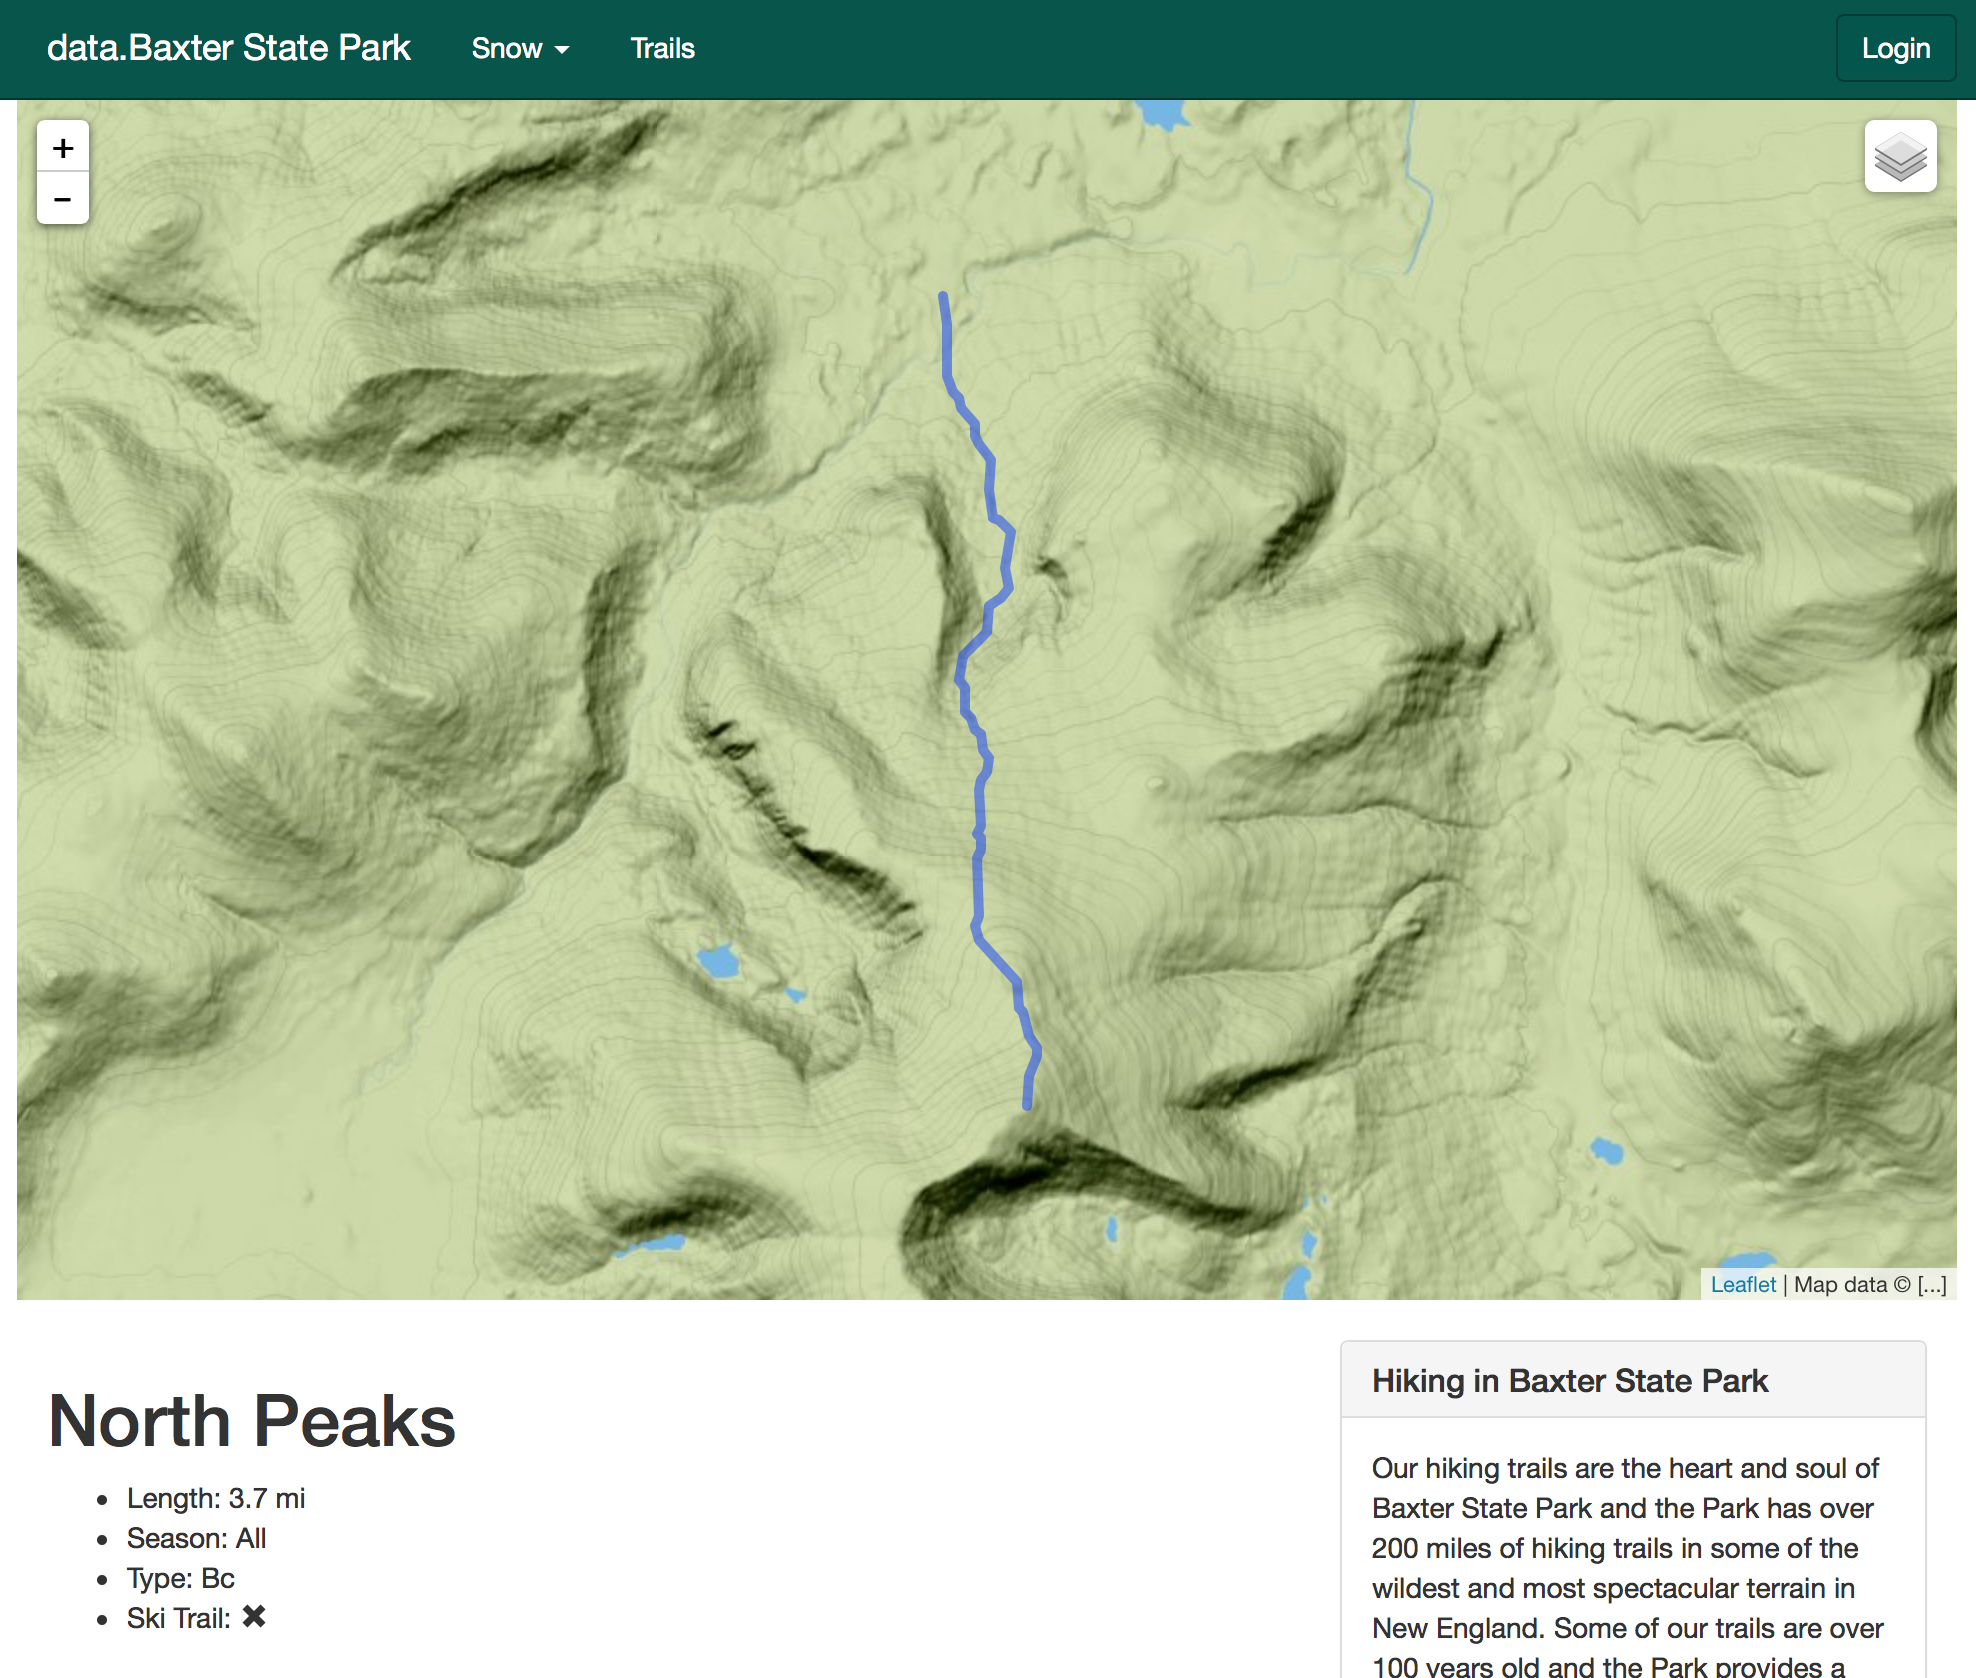 data.Baxter State Park Snow Trails Login
+
−
Leaflet | Map data © [...]
North Peaks
Length: 3.7 mi
Season: All
Type: Bc
Ski Trail: ✖
Hiking in Baxter State Park
Our hiking trails are the heart and soul of
Baxter State Park and the Park has over
200 miles of hiking trails in some of the
wildest and most spectacular terrain in
New England. Some of our trails are over
100 years old and the Park provides a